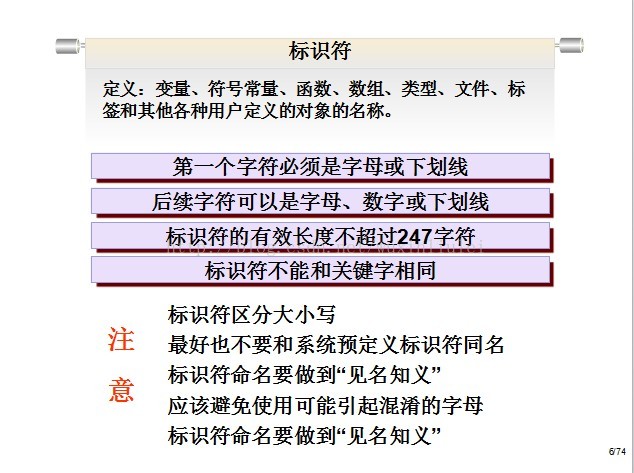 标识符
定义：变量、符号常量、函数、数组、类型、文件、标
签和其他各种用户定义的对象的名称。
第一个字符必须是字母或下划线
后续字符可以是字母、数字或下划线
标识符的有效长度不超过247字符
标识符不能和关键字相同
注意
标识符区分大小写
最好也不要和系统预定义标识符同名
标识符命名要做到“见名知义”
应该避免使用可能引起混淆的字母
标识符命名要做到“见名知义”
6/74